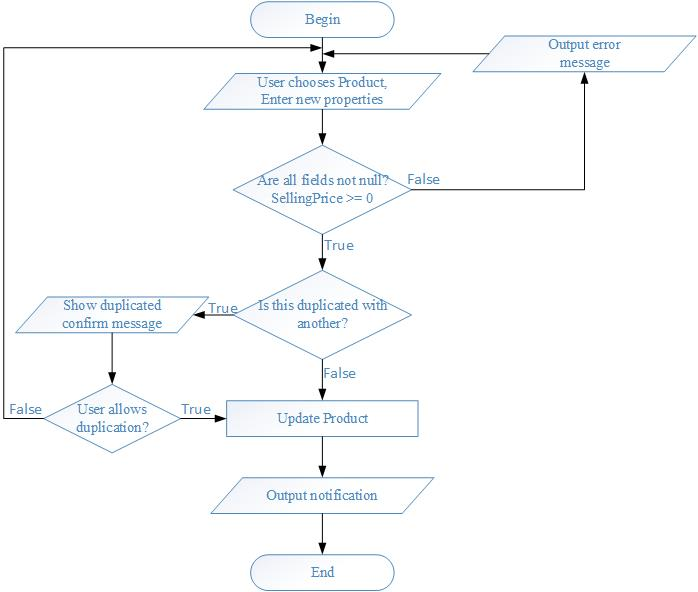 Begin
Output error
message
User chooses Product,
Enter new properties
Are all fields not null?
SellingPrice >= 0
False
True
Show duplicated
confirm message
True
Is this duplicated with
another?
False
False
User allows
duplication?
True
Update Product
Output notification
End